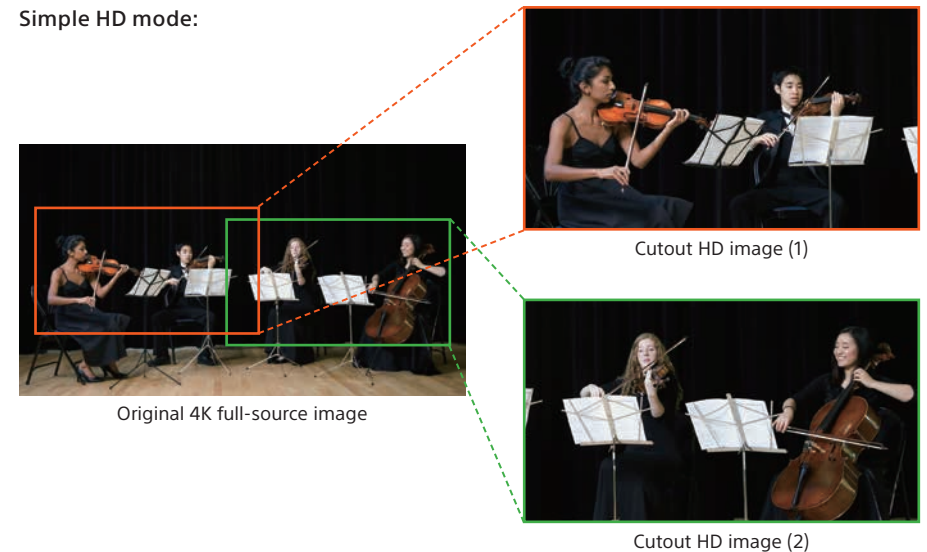 Simple HD mode:
Cutout HD image (1)
Original 4K full-source image
Cutout HD image (2)